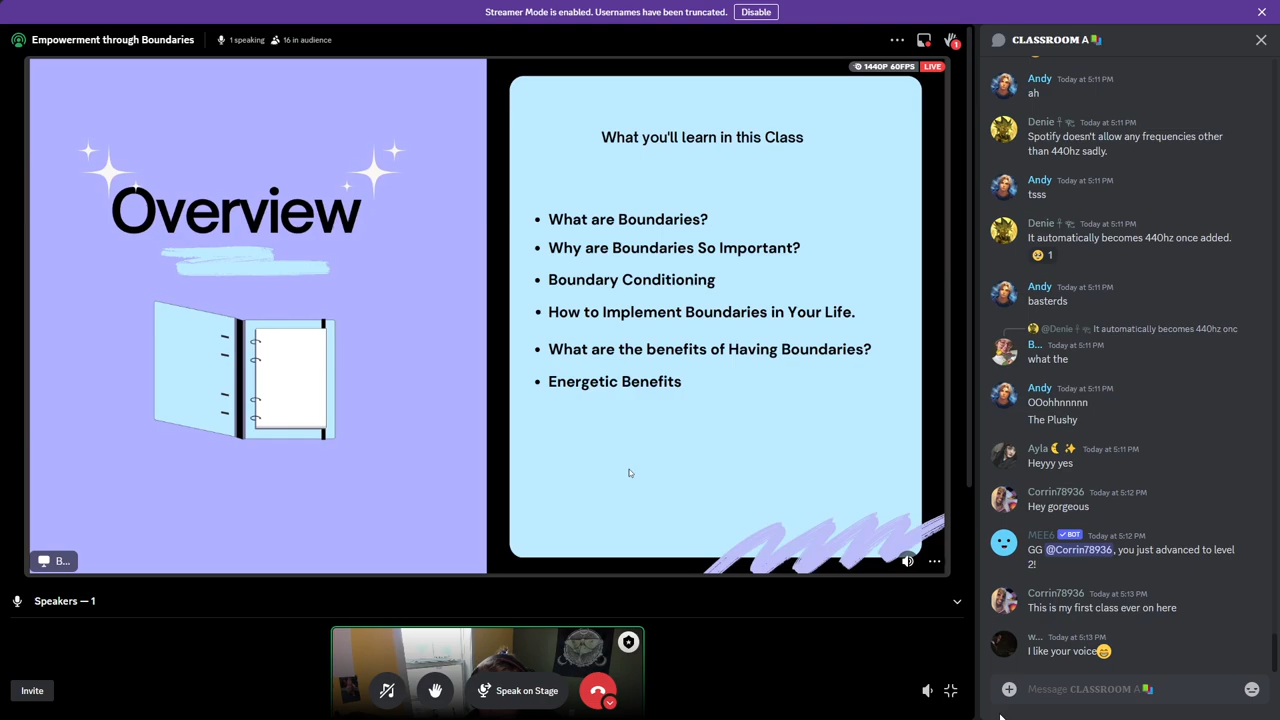 Streamer Mode is enabled. Usernames have been truncated.
Disable
Empowerment through Boundaries
1 speaking
16 in audience
1
1440P 60FPS
LIVE
Overview
What you'll learn in this Class
• What are Boundaries?
• Why are Boundaries So Important?
• Boundary Conditioning
• How to Implement Boundaries in Your Life.
• What are the benefits of Having Boundaries?
• Energetic Benefits
B...
Speakers — 1
Invite
Speak on Stage
CLASSROOM A
Andy Today at 5:11 PM
ah
Denie Today at 5:11 PM
Spotify doesn't allow any frequencies other
than 440hz sadly.
Andy Today at 5:11 PM
tsss
Denie Today at 5:11 PM
It automatically becomes 440hz once added.
🥺 1
Andy Today at 5:11 PM
basterds
@Denie It automatically becomes 440hz onc
B... Today at 5:11 PM
what the
Andy Today at 5:11 PM
OOohhnnnnn
The Plushy
Ayla 🌙 ✨ Today at 5:11 PM
Heyyy yes
Corrin78936 Today at 5:12 PM
Hey gorgeous
MEE6 ✓ BOT Today at 5:12 PM
GG @Corrin78936, you just advanced to level
2!
Corrin78936 Today at 5:13 PM
This is my first class ever on here
w... Today at 5:13 PM
I like your voice😁
Message CLASSROOM A